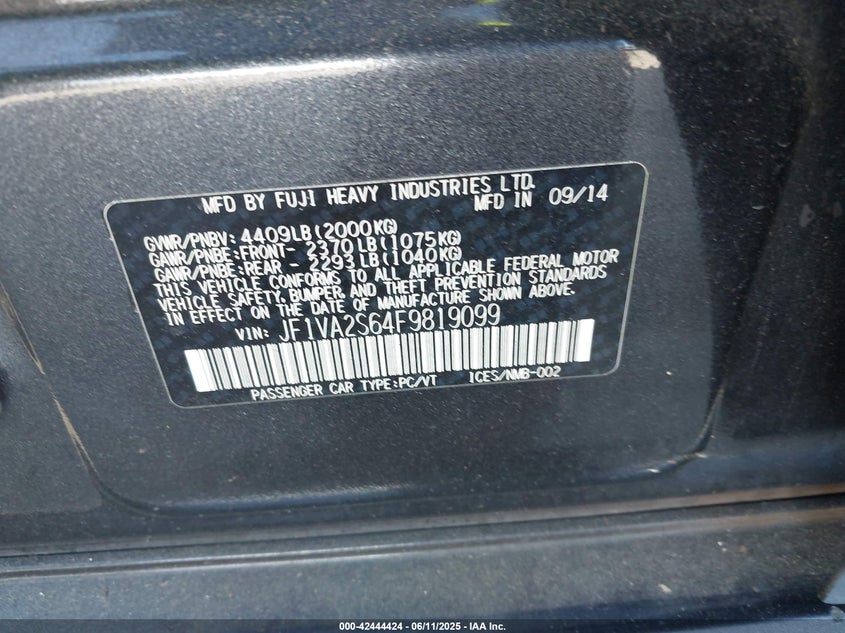 MFD BY FUJI HEAVY INDUSTRIES LTD.
MFD IN 09/14
GVWR/PNBV: 4409LB(2000KG)
GAWR/PNBE:FRONT- 2370LB(1075KG)
GAWR/PNBE:REAR - 2293LB(1040KG)
THIS VEHICLE CONFORMS TO ALL APPLICABLE FEDERAL MOTOR
VEHICLE SAFETY, BUMPER, AND THEFT PREVENTION STANDARDS
IN EFFECT ON THE DATE OF MANUFACTURE SHOWN ABOVE.
VIN: JF1VA2S64F9819099
PASSENGER CAR TYPE:PC/VT ICES/NMB-002
000-42444424 - 06/11/2025 - IAA Inc.